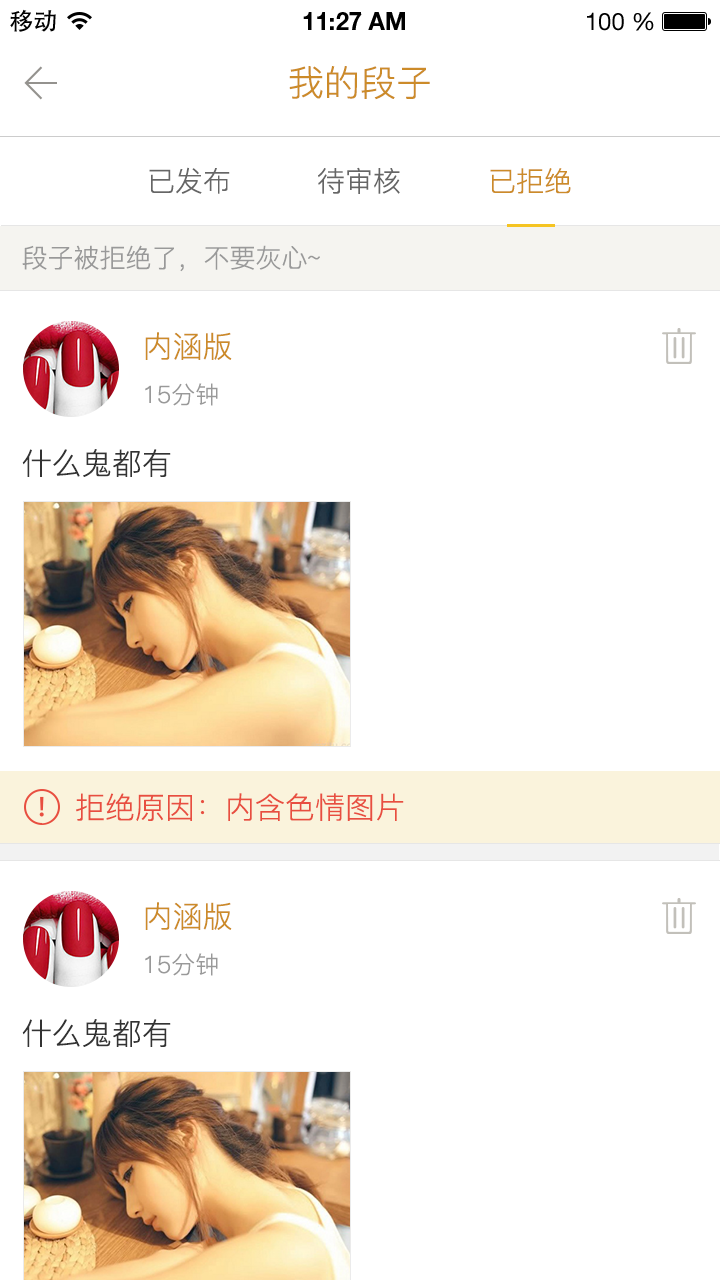 移动 11:27 AM 100 %
我的段子
已发布 待审核 已拒绝
段子被拒绝了，不要灰心~
内涵版
15分钟
什么鬼都有
拒绝原因：内含色情图片
内涵版
15分钟
什么鬼都有